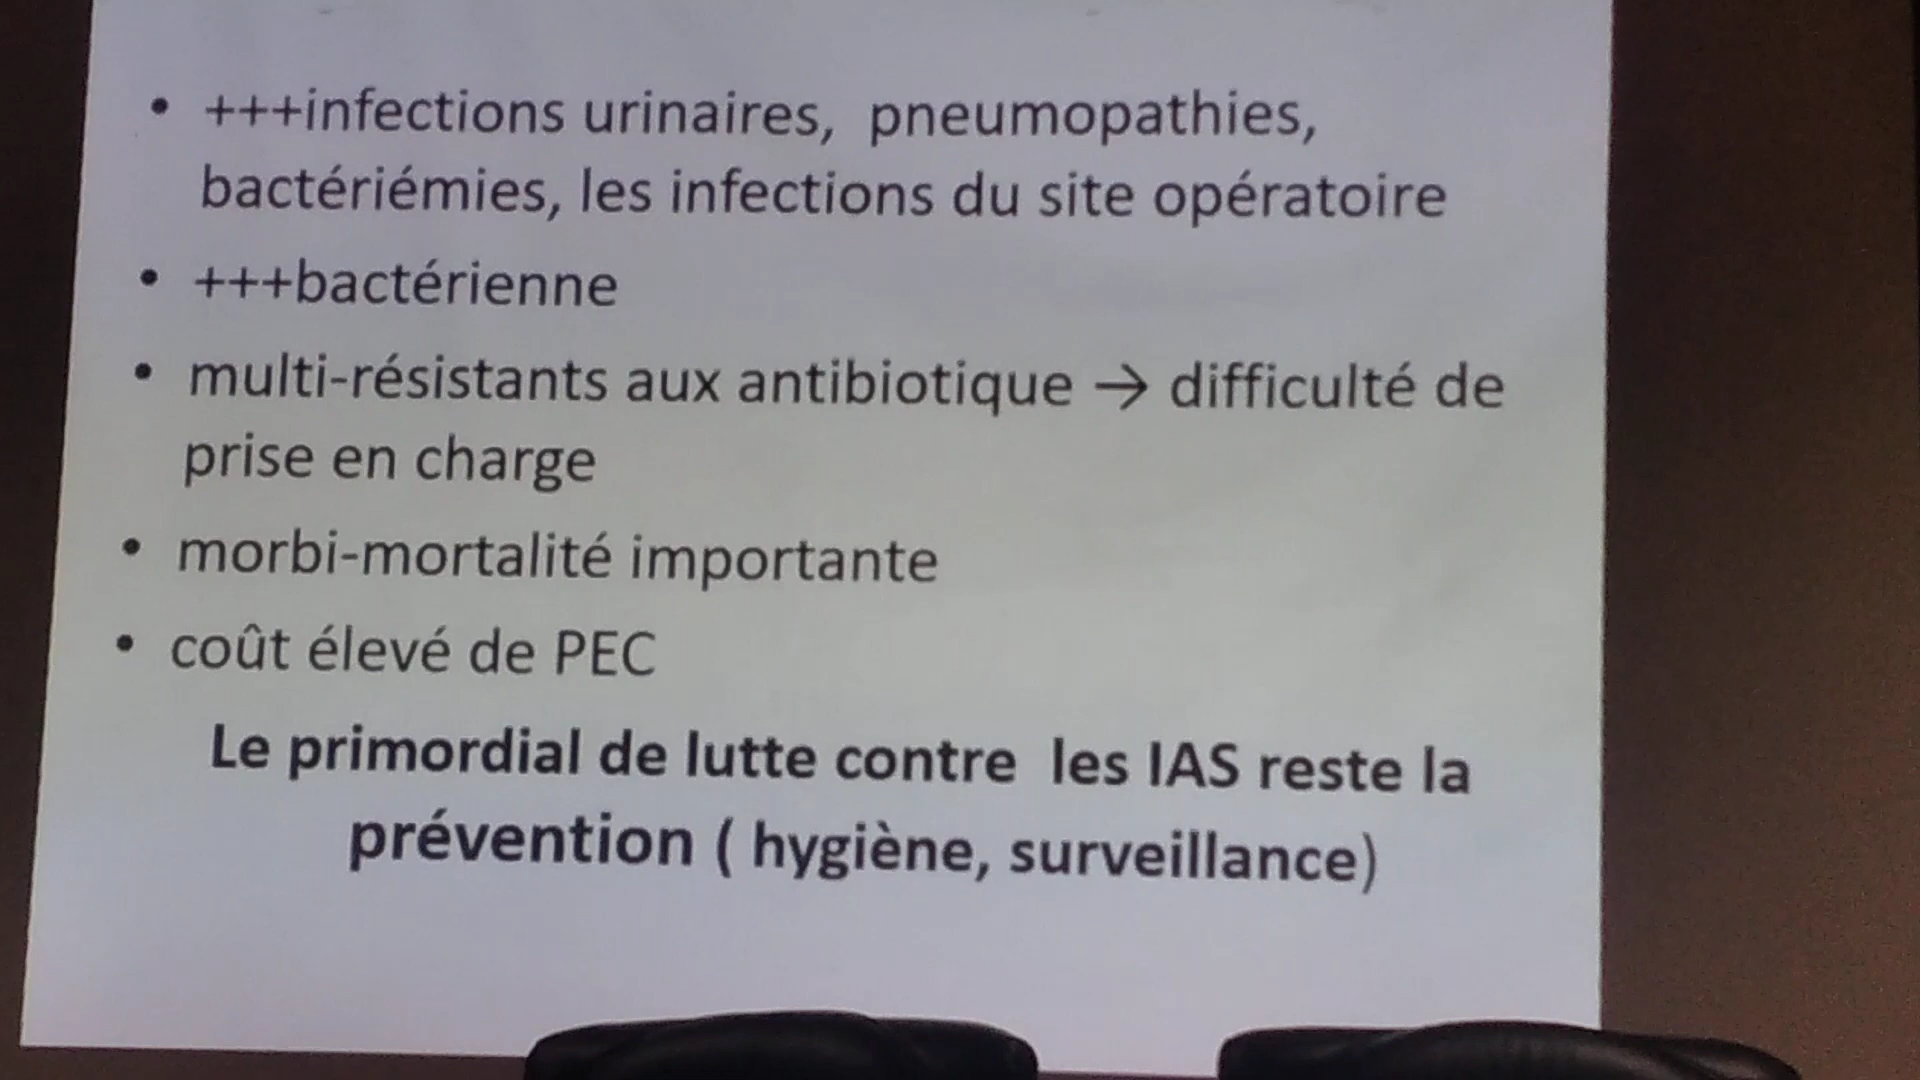 • +++infections urinaires, pneumopathies,
bactériémies, les infections du site opératoire
• +++bactérienne
• multi-résistants aux antibiotique → difficulté de
prise en charge
• morbi-mortalité importante
• coût élevé de PEC
Le primordial de lutte contre les IAS reste la
prévention ( hygiène, surveillance)